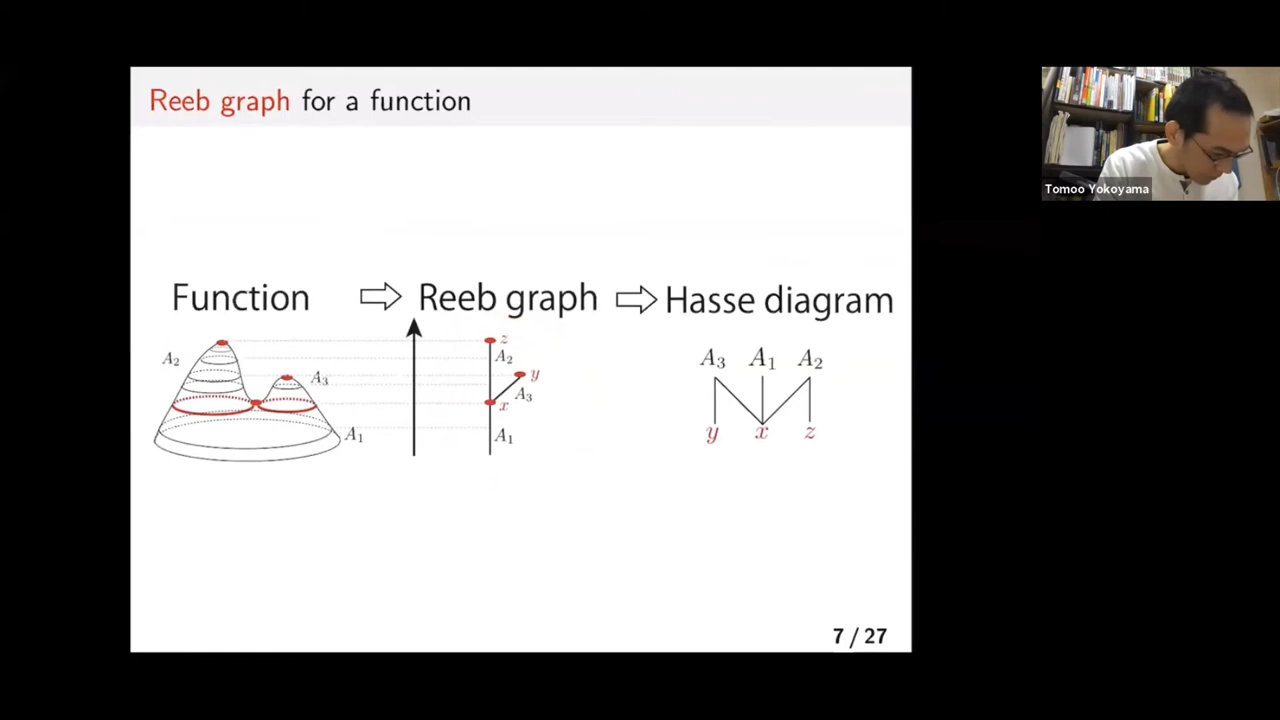 Reeb graph for a function
Function ⇨ Reeb graph ⇨ Hasse diagram
A₂
A₃
A₁
z
A₂
y
A₃
x
A₁
A₃ A₁ A₂
y x z
7 / 27
Tomoo Yokoyama